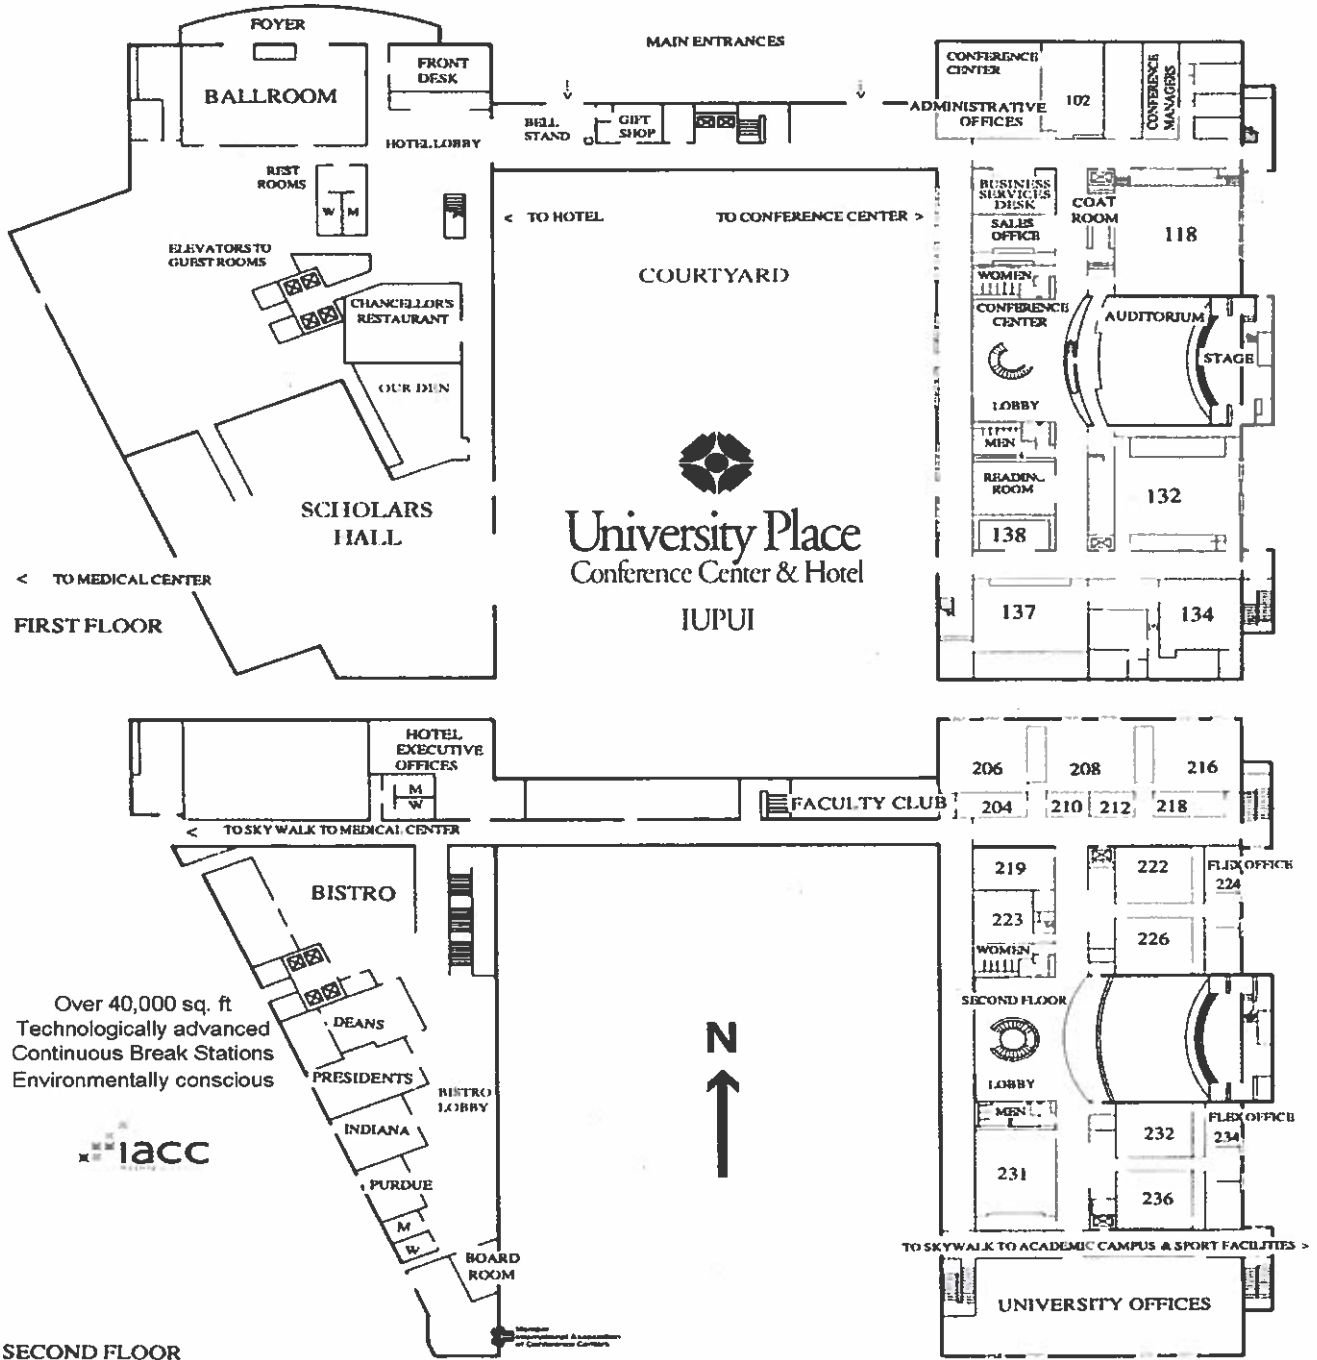 FOYER
MAIN ENTRANCES
FRONT
DESK
BALLROOM
CONFERENCE
CENTER
102
CONFERENCE
MANAGERS
ADMINISTRATIVE
OFFICES
BELL
STAND
GIFT
SHOP
HOTEL LOBBY
REST
ROOMS
W M
BUSINESS
SERVICES
DESK
COAT
ROOM
< TO HOTEL
TO CONFERENCE CENTER >
SALES
OFFICE
118
ELEVATORS TO
GUEST ROOMS
COURTYARD
WOMEN
CHANCELLOR'S
RESTAURANT
CONFERENCE
CENTER
AUDITORIUM
STAGE
OUR DEN
LOBBY
MEN
READING
ROOM
132
SCHOLARS
HALL
University Place
Conference Center & Hotel
IUPUI
138
< TO MEDICAL CENTER
FIRST FLOOR
137
134
HOTEL
EXECUTIVE
OFFICES
M
W
206
208
216
FACULTY CLUB
204
210
212
218
< TO SKYWALK TO MEDICAL CENTER
BISTRO
219
222
FLEX OFFICE
224
223
226
WOMEN
Over 40,000 sq. ft
Technologically advanced
Continuous Break Stations
Environmentally conscious
DEANS
SECOND FLOOR
N
PRESIDENTS
BISTRO
LOBBY
LOBBY
MEN
INDIANA
FLEX OFFICE
232
234
iacc
231
PURDUE
236
M
W
BOARD
ROOM
TO SKYWALK TO ACADEMIC CAMPUS & SPORT FACILITIES >
UNIVERSITY OFFICES
Member
International Association
of Conference Centers
SECOND FLOOR